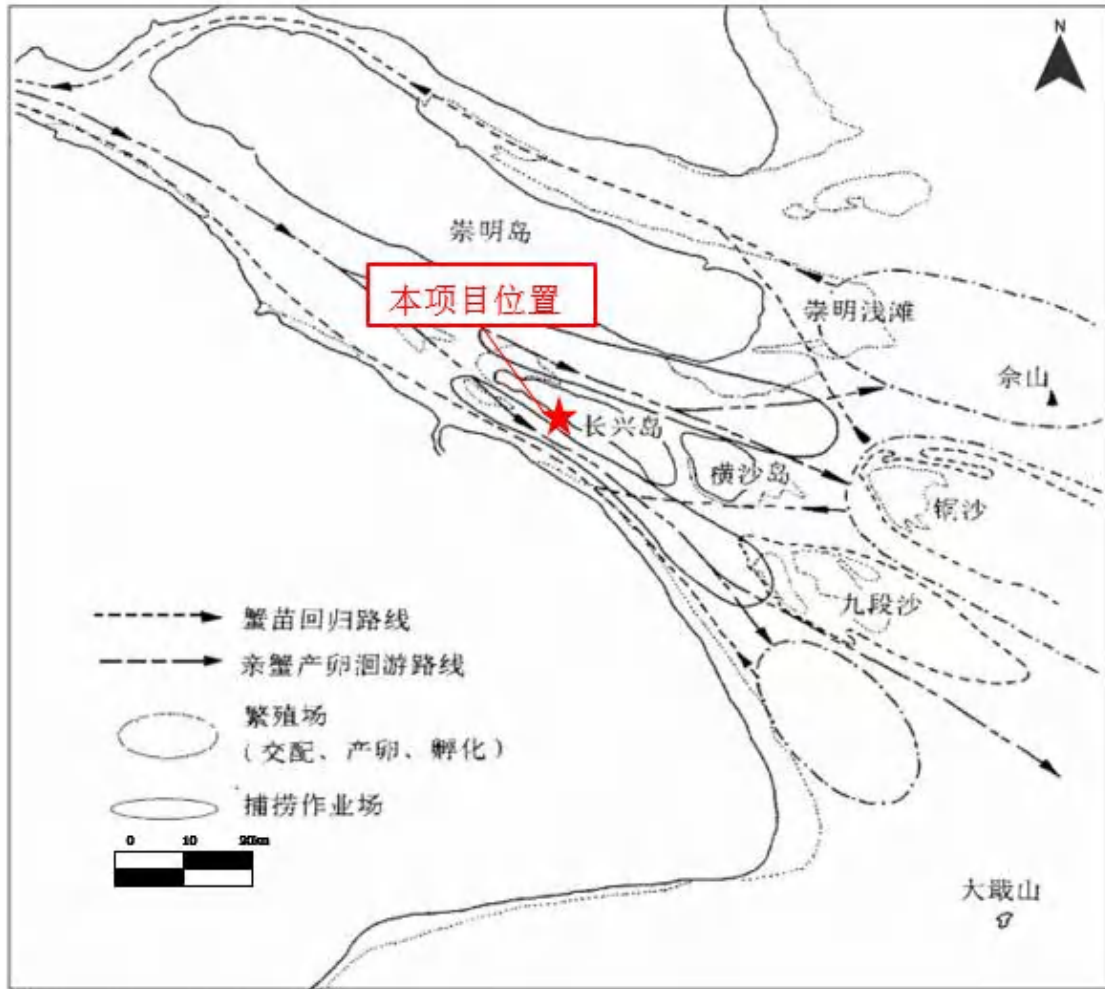 N
崇明岛
本项目位置
崇明浅滩
佘山
长兴岛
横沙岛
铜沙
九段沙
蟹苗回归路线
亲蟹产卵洄游路线
繁殖场
(交配、产卵、孵化)
捕捞作业场
0 10 20km
大戢山